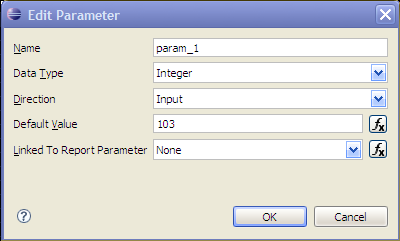 Edit Parameter
Name param_1
Data Type Integer
Direction Input
Default Value 103 fx
Linked To Report Parameter None fx
? OK Cancel